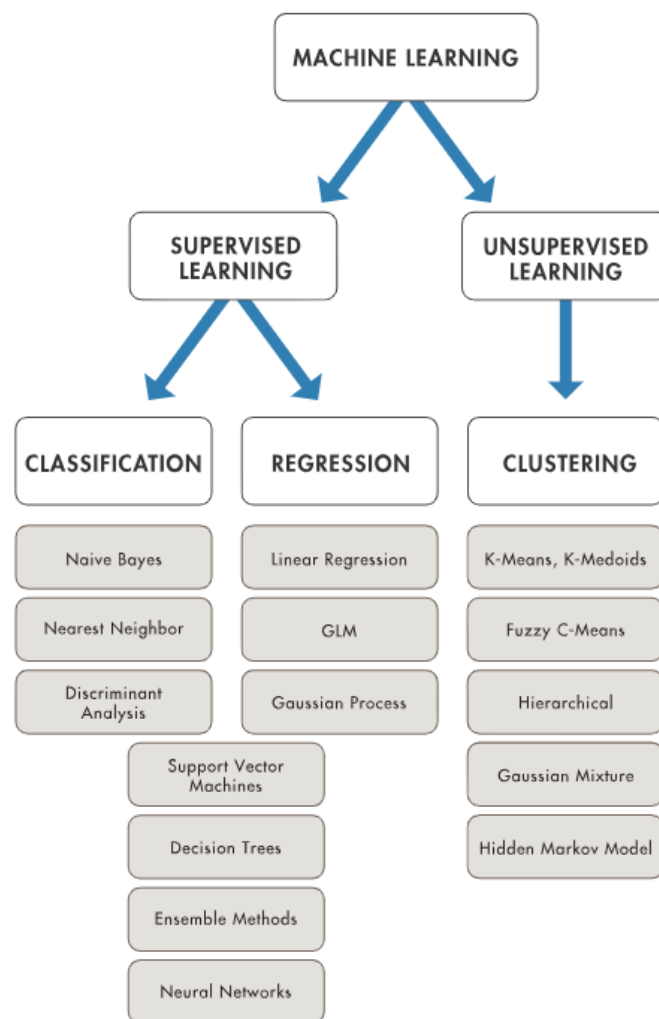 MACHINE LEARNING
SUPERVISED
LEARNING
UNSUPERVISED
LEARNING
CLASSIFICATION
REGRESSION
CLUSTERING
Naive Bayes
Linear Regression
K-Means, K-Medoids
Nearest Neighbor
GLM
Fuzzy C-Means
Discriminant
Analysis
Gaussian Process
Hierarchical
Support Vector
Machines
Gaussian Mixture
Decision Trees
Hidden Markov Model
Ensemble Methods
Neural Networks